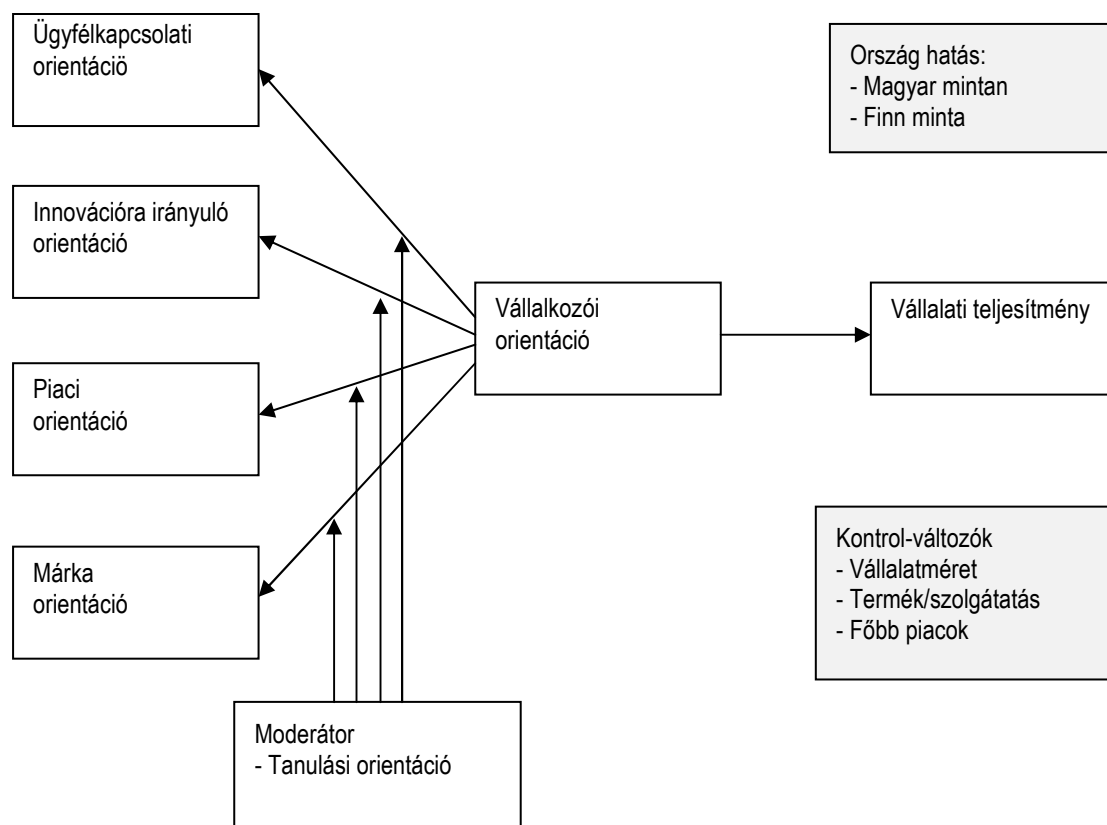 Ügyfélkapcsolati
orientáciö
Ország hatás:
- Magyar mintan
- Finn minta
Innovációra irányuló
orientáció
Vállalkozói
orientáció
Vállalati teljesítmény
Piaci
orientáció
Márka
orientáció
Kontrol-változók
- Vállalatméret
- Termék/szolgátatás
- Főbb piacok
Moderátor
- Tanulási orientáció